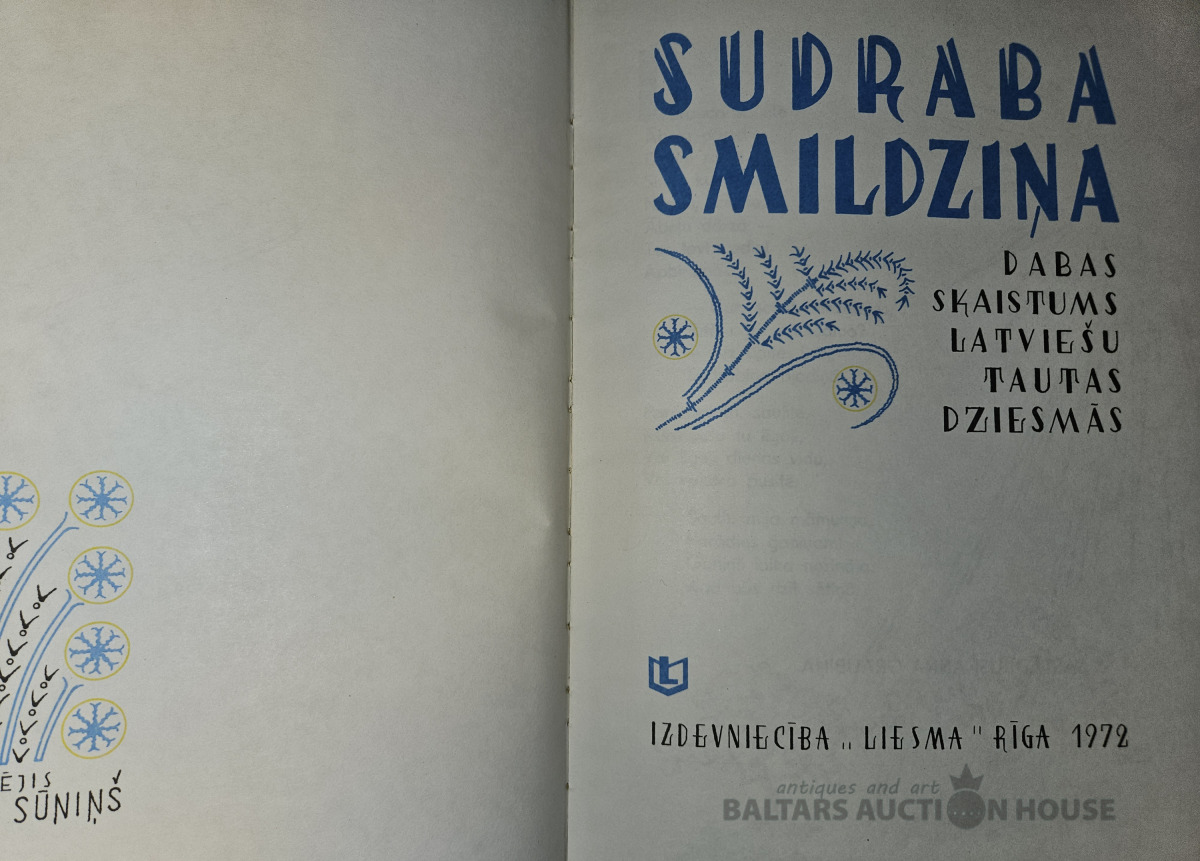 ĒJIS
SŪNIŅŠ
SUDRABA
SMILDZIŅA
DABAS
SKAISTUMS
LATVIEŠU
TAUTAS
DZIESMĀS
L
IZDEVNIECĪBA „LIESMA" RĪGA 1972
antiques and art
BALTARS AUCTION HOUSE